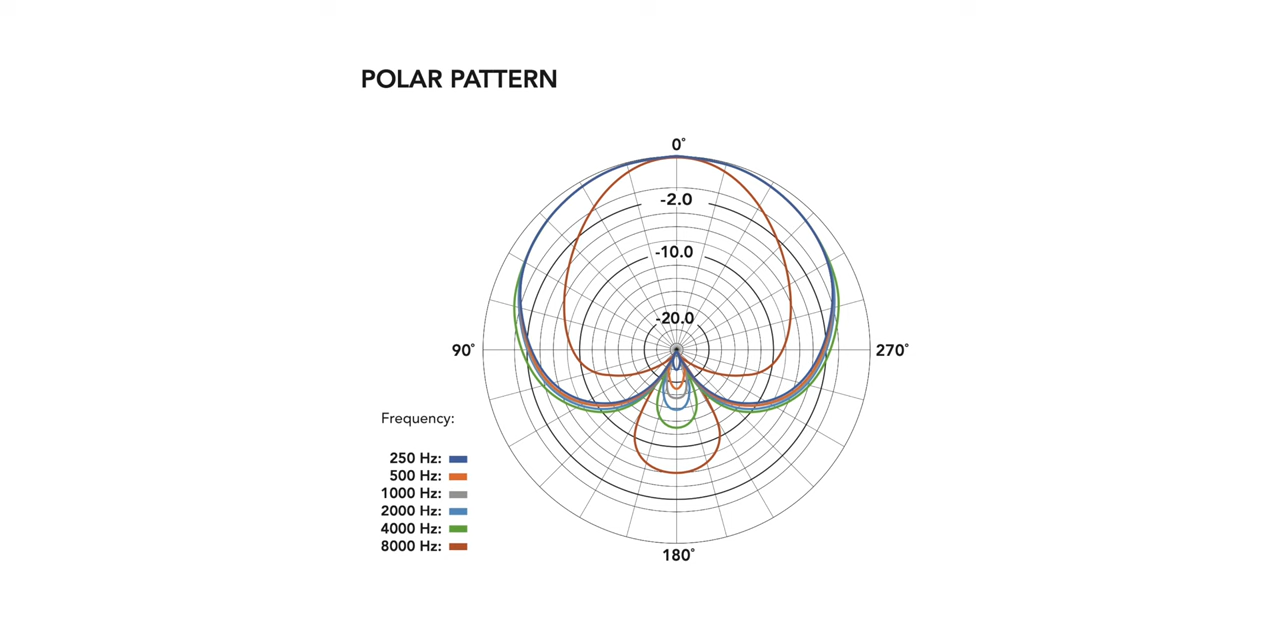 POLAR PATTERN
0°
-2.0
-10.0
-20.0
90°
270°
180°
Frequency:
250 Hz:
500 Hz:
1000 Hz:
2000 Hz:
4000 Hz:
8000 Hz: